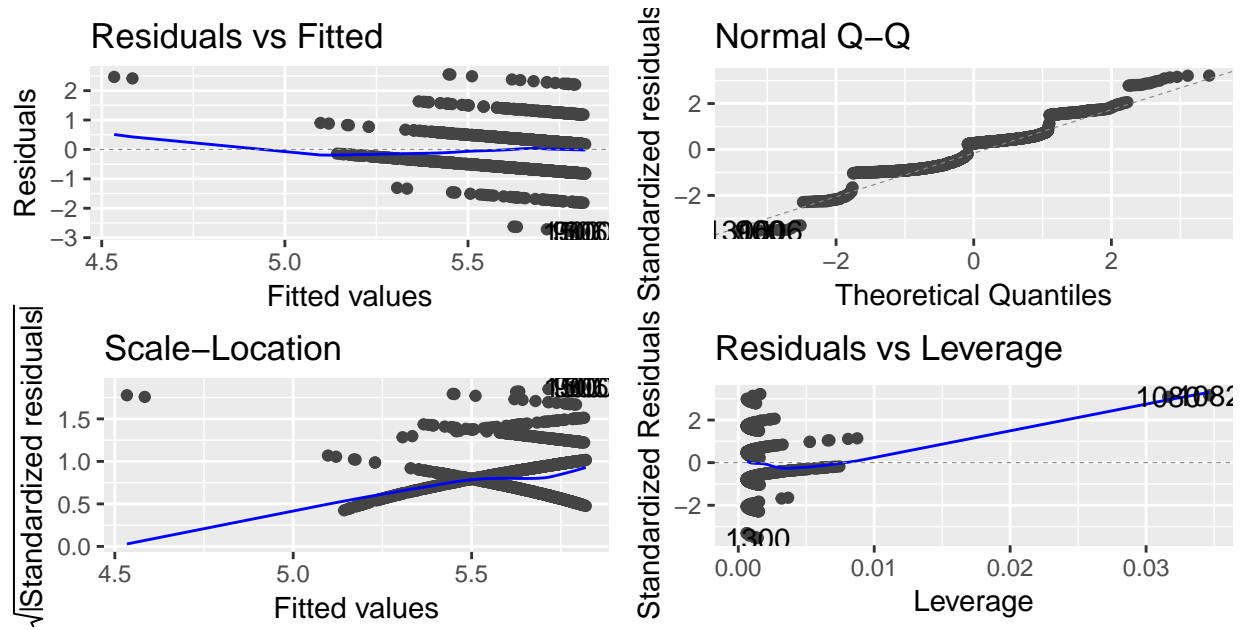 Residuals vs Fitted
Residuals
2
1
0
−1
−2
−3
4.5 5.0 5.5
Fitted values
Normal Q−Q
Standardized residuals
2
0
−2
−2 0 2
Theoretical Quantiles
Scale−Location
√|Standardized residuals|
1.5
1.0
0.5
0.0
4.5 5.0 5.5
Fitted values
Residuals vs Leverage
Standardized Residuals
2
0
−2
1080
1082
1300
0.00 0.01 0.02 0.03
Leverage